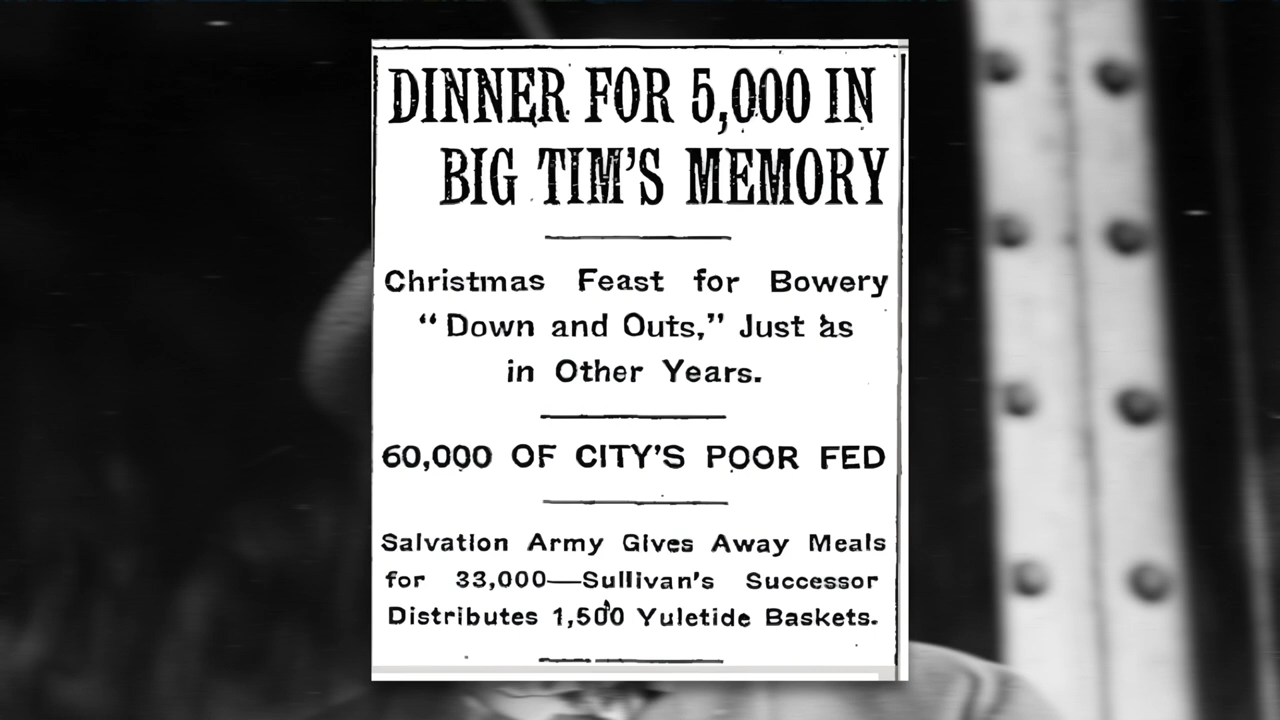 DINNER FOR 5,000 IN
BIG TIM'S MEMORY
Christmas Feast for Bowery
“Down and Outs,” Just as
in Other Years.
60,000 OF CITY'S POOR FED
Salvation Army Gives Away Meals
for 33,000—Sullivan's Successor
Distributes 1,500 Yuletide Baskets.